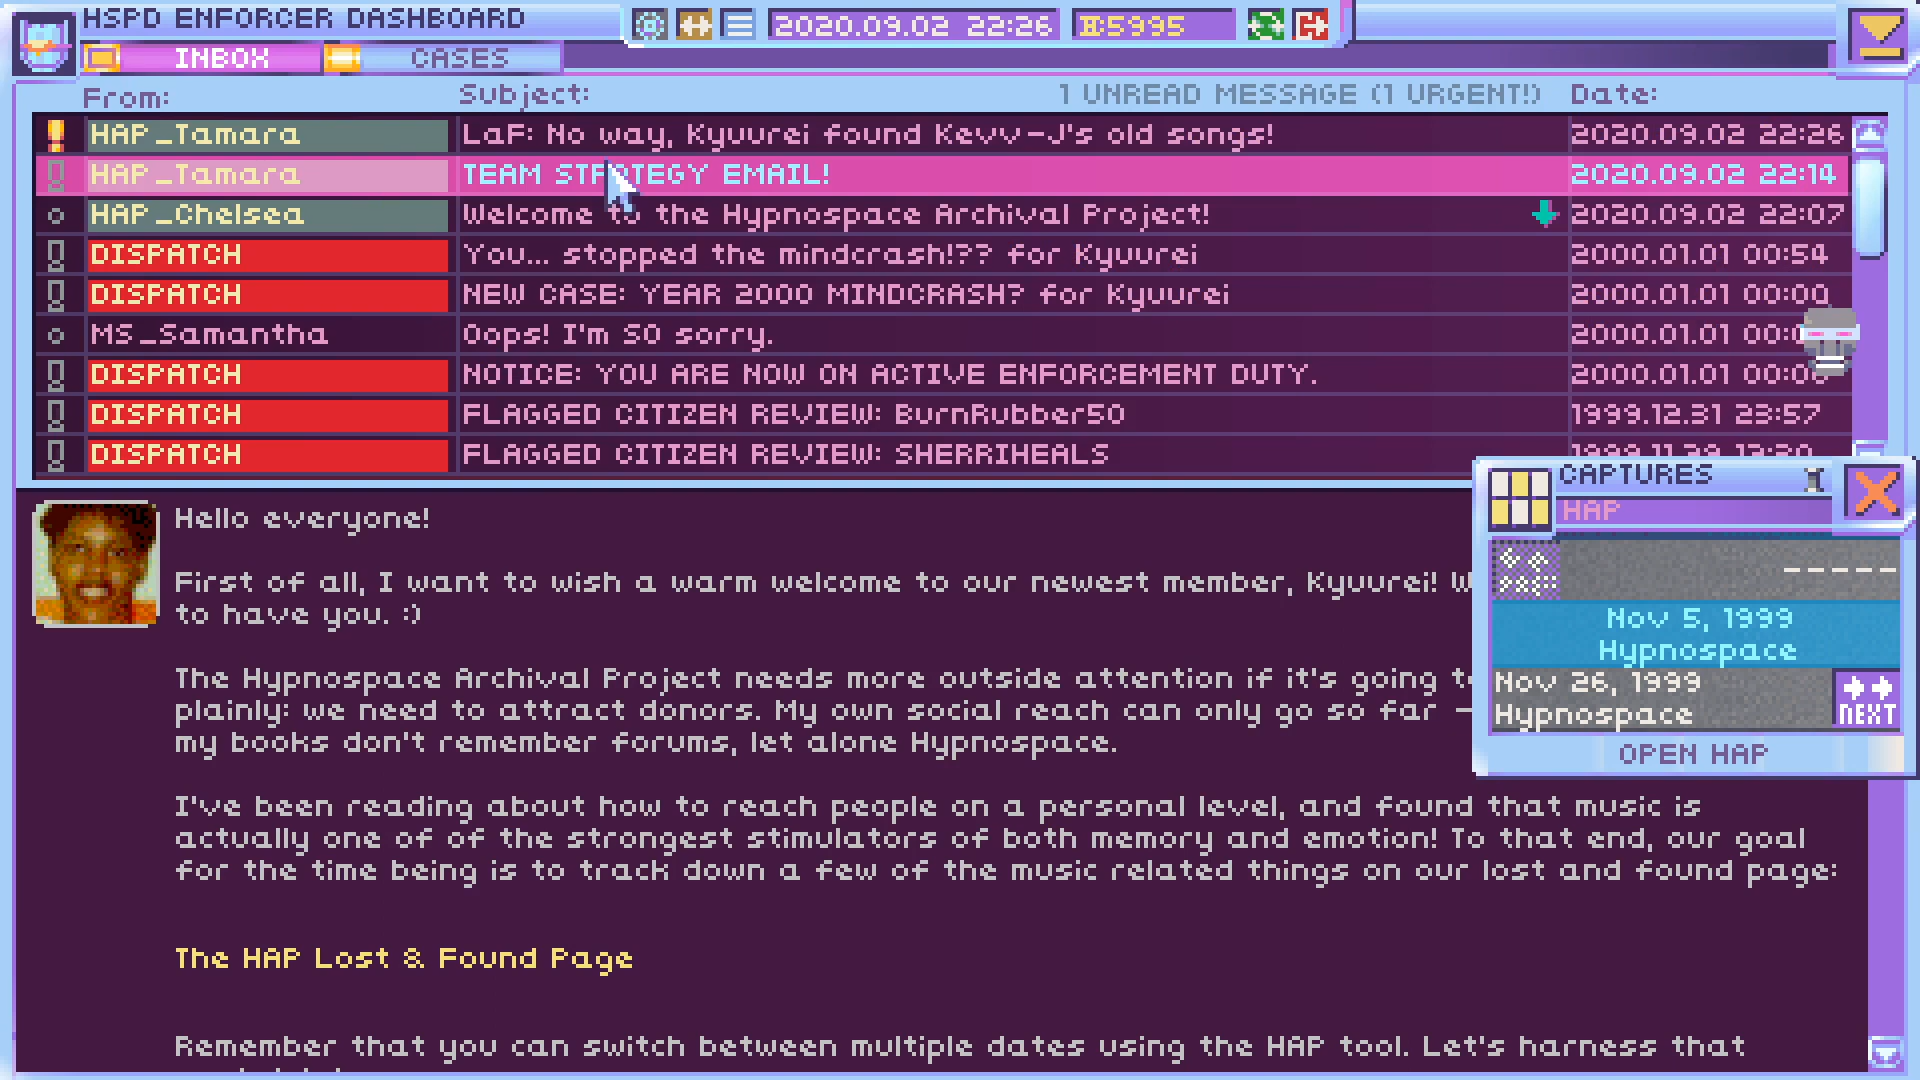 HSPD ENFORCER DASHBOARD
2020.09.02 22:26
5995
INBOX
CASES
From:
Subject:
1 UNREAD MESSAGE (1 URGENT!)
Date:
HAP_Tamara LaF: No way, Kyuurei found Kevv-J's old songs! 2020.09.02 22:26
HAP_Tamara TEAM STRATEGY EMAIL! 2020.09.02 22:14
HAP_Chelsea Welcome to the Hypnospace Archival Project! 2020.09.02 22:07
DISPATCH You... stopped the mindcrash!?? for Kyuurei 2000.01.01 00:54
DISPATCH NEW CASE: YEAR 2000 MINDCRASH? for Kyuurei 2000.01.01 00:00
MS_Samantha Oops! I'm SO sorry. 2000.01.01
DISPATCH NOTICE: YOU ARE NOW ON ACTIVE ENFORCEMENT DUTY. 2000.01.01
DISPATCH FLAGGED CITIZEN REVIEW: BurnRubber50 1999.12.31 23:57
DISPATCH FLAGGED CITIZEN REVIEW: SHERRIHEALS
CAPTURES
HAP
-----
Nov 5, 1999
Hypnospace
Nov 26, 1999
Hypnospace
NEXT
OPEN HAP
Hello everyone!
First of all, I want to wish a warm welcome to our newest member, Kyuurei!
to have you. :)
The Hypnospace Archival Project needs more outside attention if it's going
plainly: we need to attract donors. My own social reach can only go so far -
my books don't remember forums, let alone Hypnospace.
I've been reading about how to reach people on a personal level, and found that music is
actually one of of the strongest stimulators of both memory and emotion! To that end, our goal
for the time being is to track down a few of the music related things on our lost and found page:
The HAP Lost & Found Page
Remember that you can switch between multiple dates using the HAP tool. Let's harness that